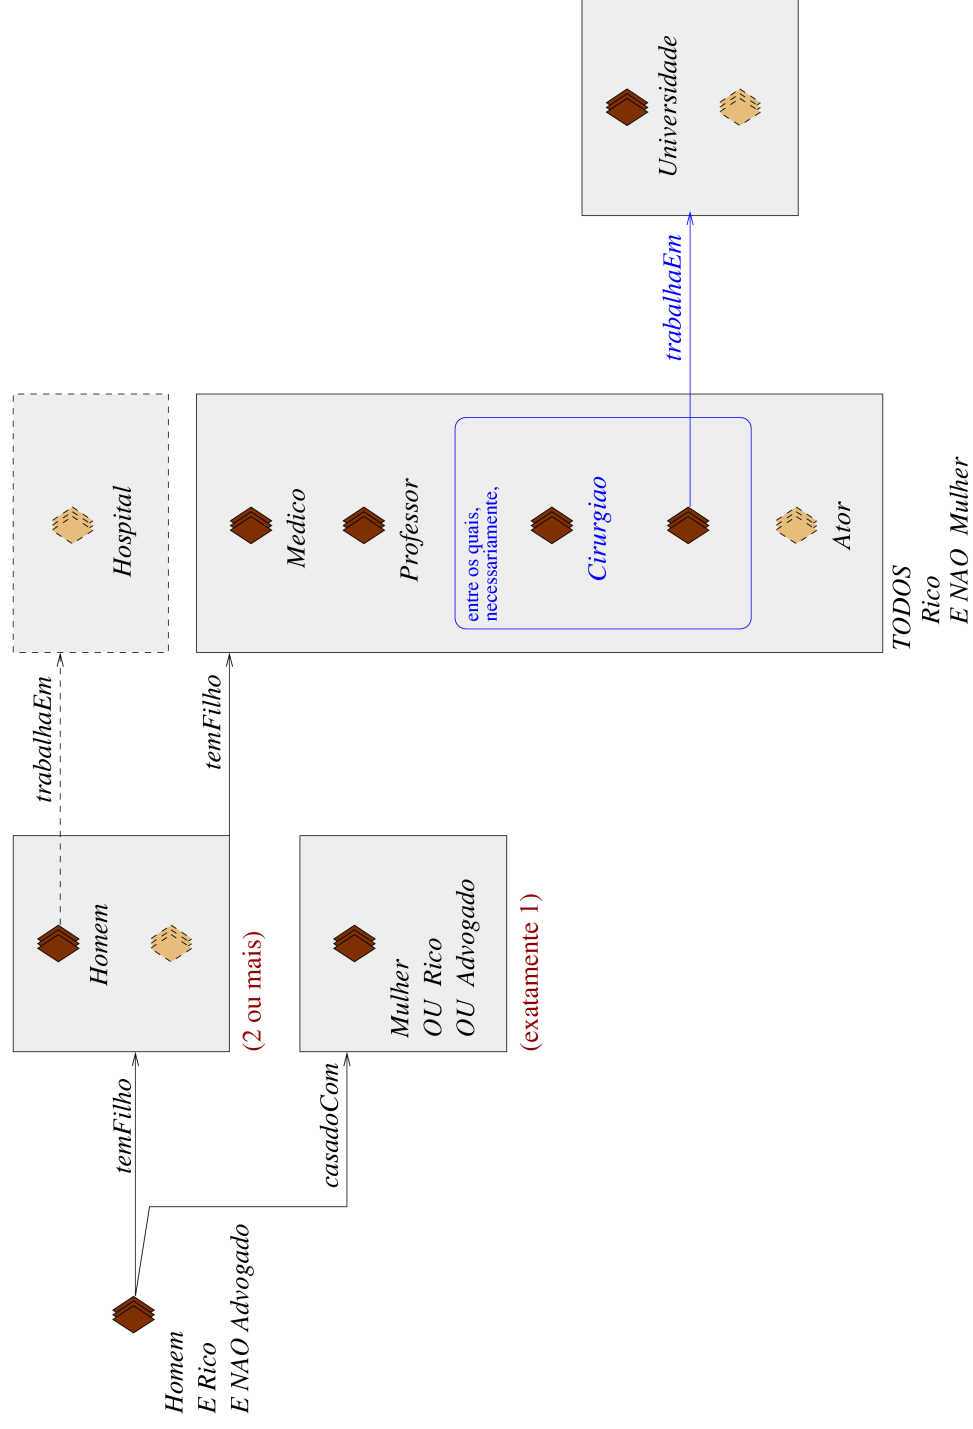 Homem
E Rico
E NAO Advogado
temFilho
casadoCom
Homem
(2 ou mais)
Mulher
OU Rico
OU Advogado
(exatamente 1)
trabalhaEm
temFilho
Hospital
Medico
Professor
entre os quais,
necessariamente,
Cirurgiao
Ator
TODOS
Rico
E NAO Mulher
trabalhaEm
Universidade